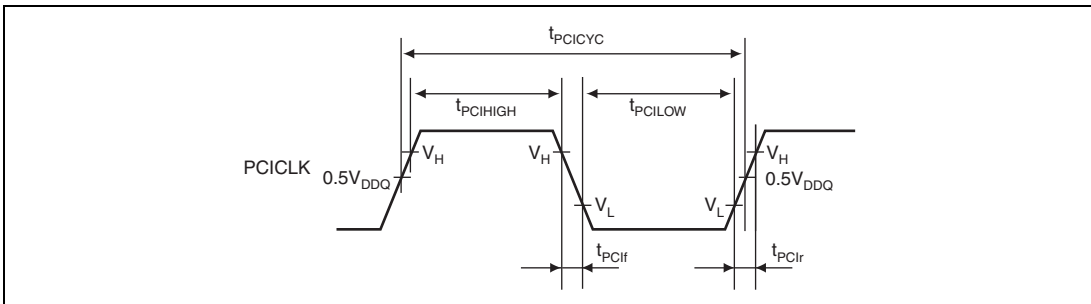 tPCICYC
tPCIHIGH tPCILOW
PCICLK 0.5VDDQ VH VH VH 0.5VDDQ
VL VL
tPCIf tPCIr